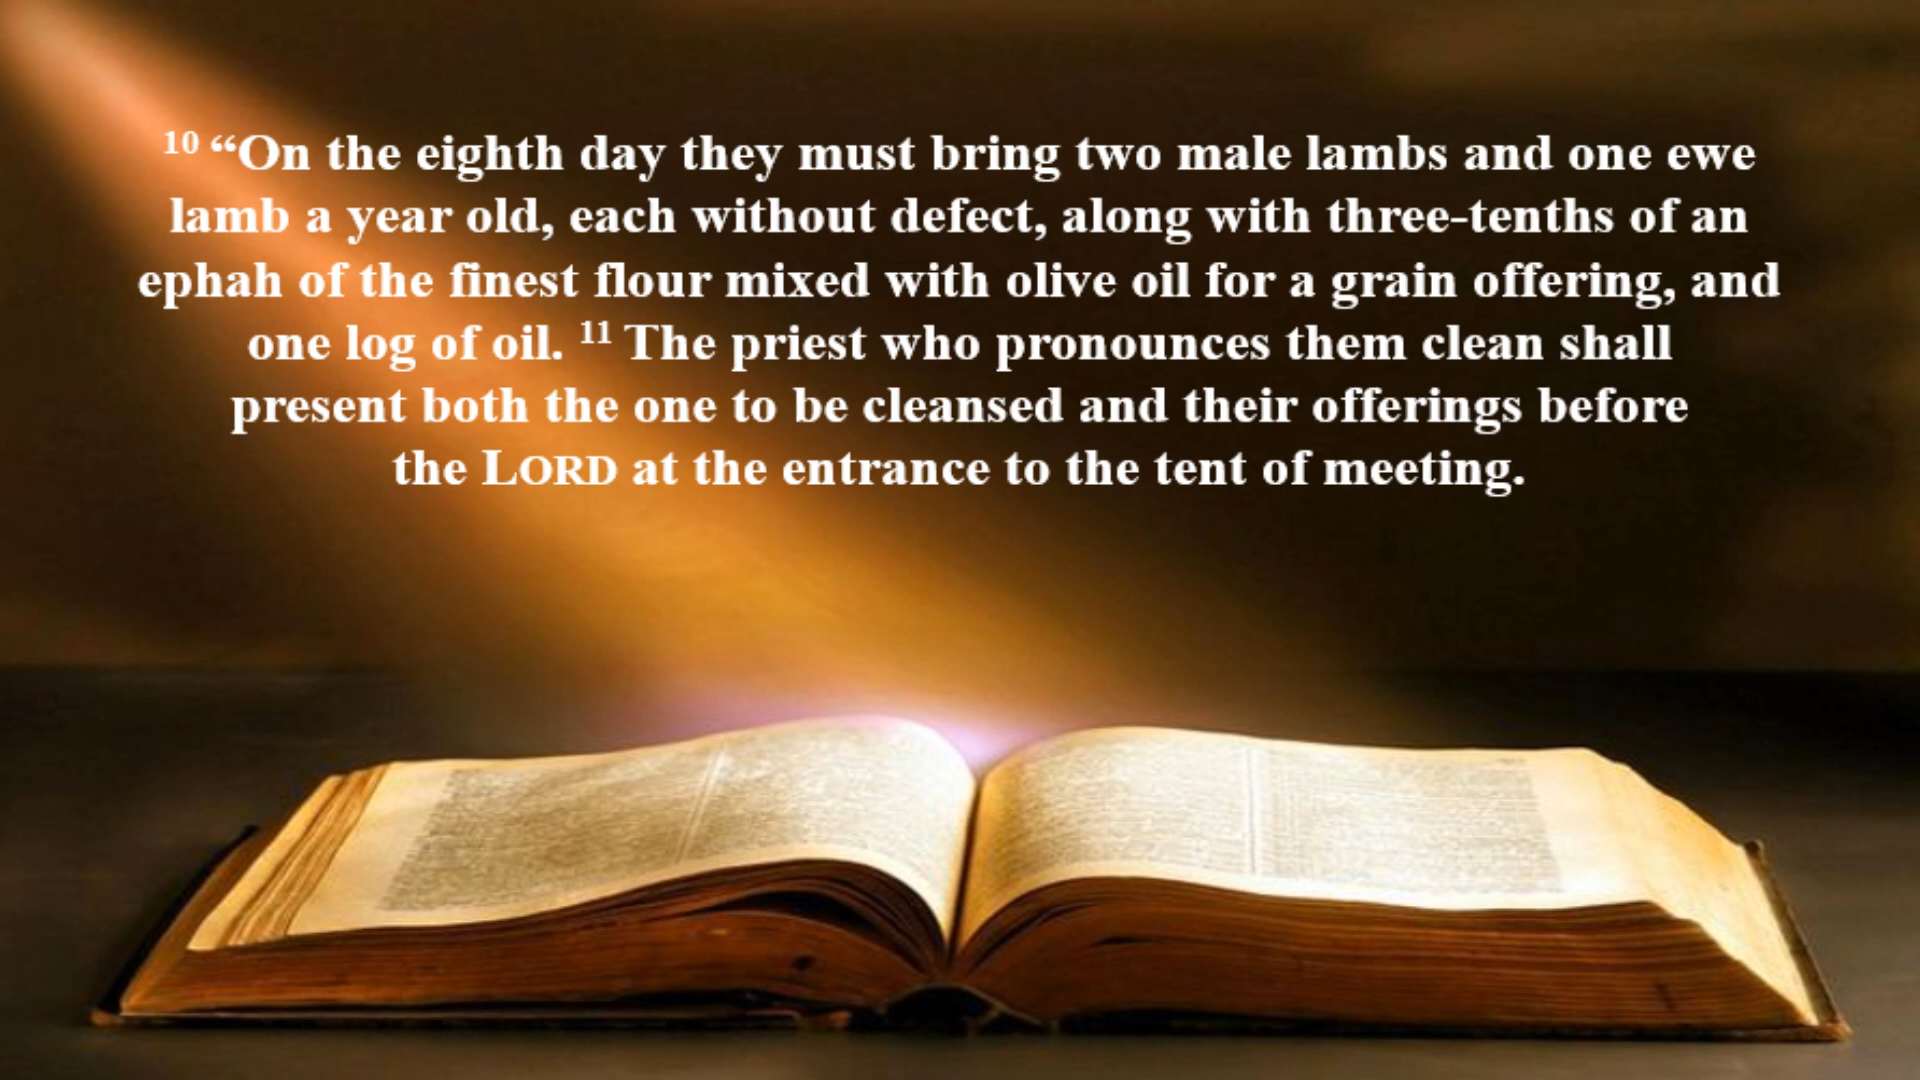 10 “On the eighth day they must bring two male lambs and one ewe
lamb a year old, each without defect, along with three-tenths of an
ephah of the finest flour mixed with olive oil for a grain offering, and
one log of oil. 11 The priest who pronounces them clean shall
present both the one to be cleansed and their offerings before
the LORD at the entrance to the tent of meeting.